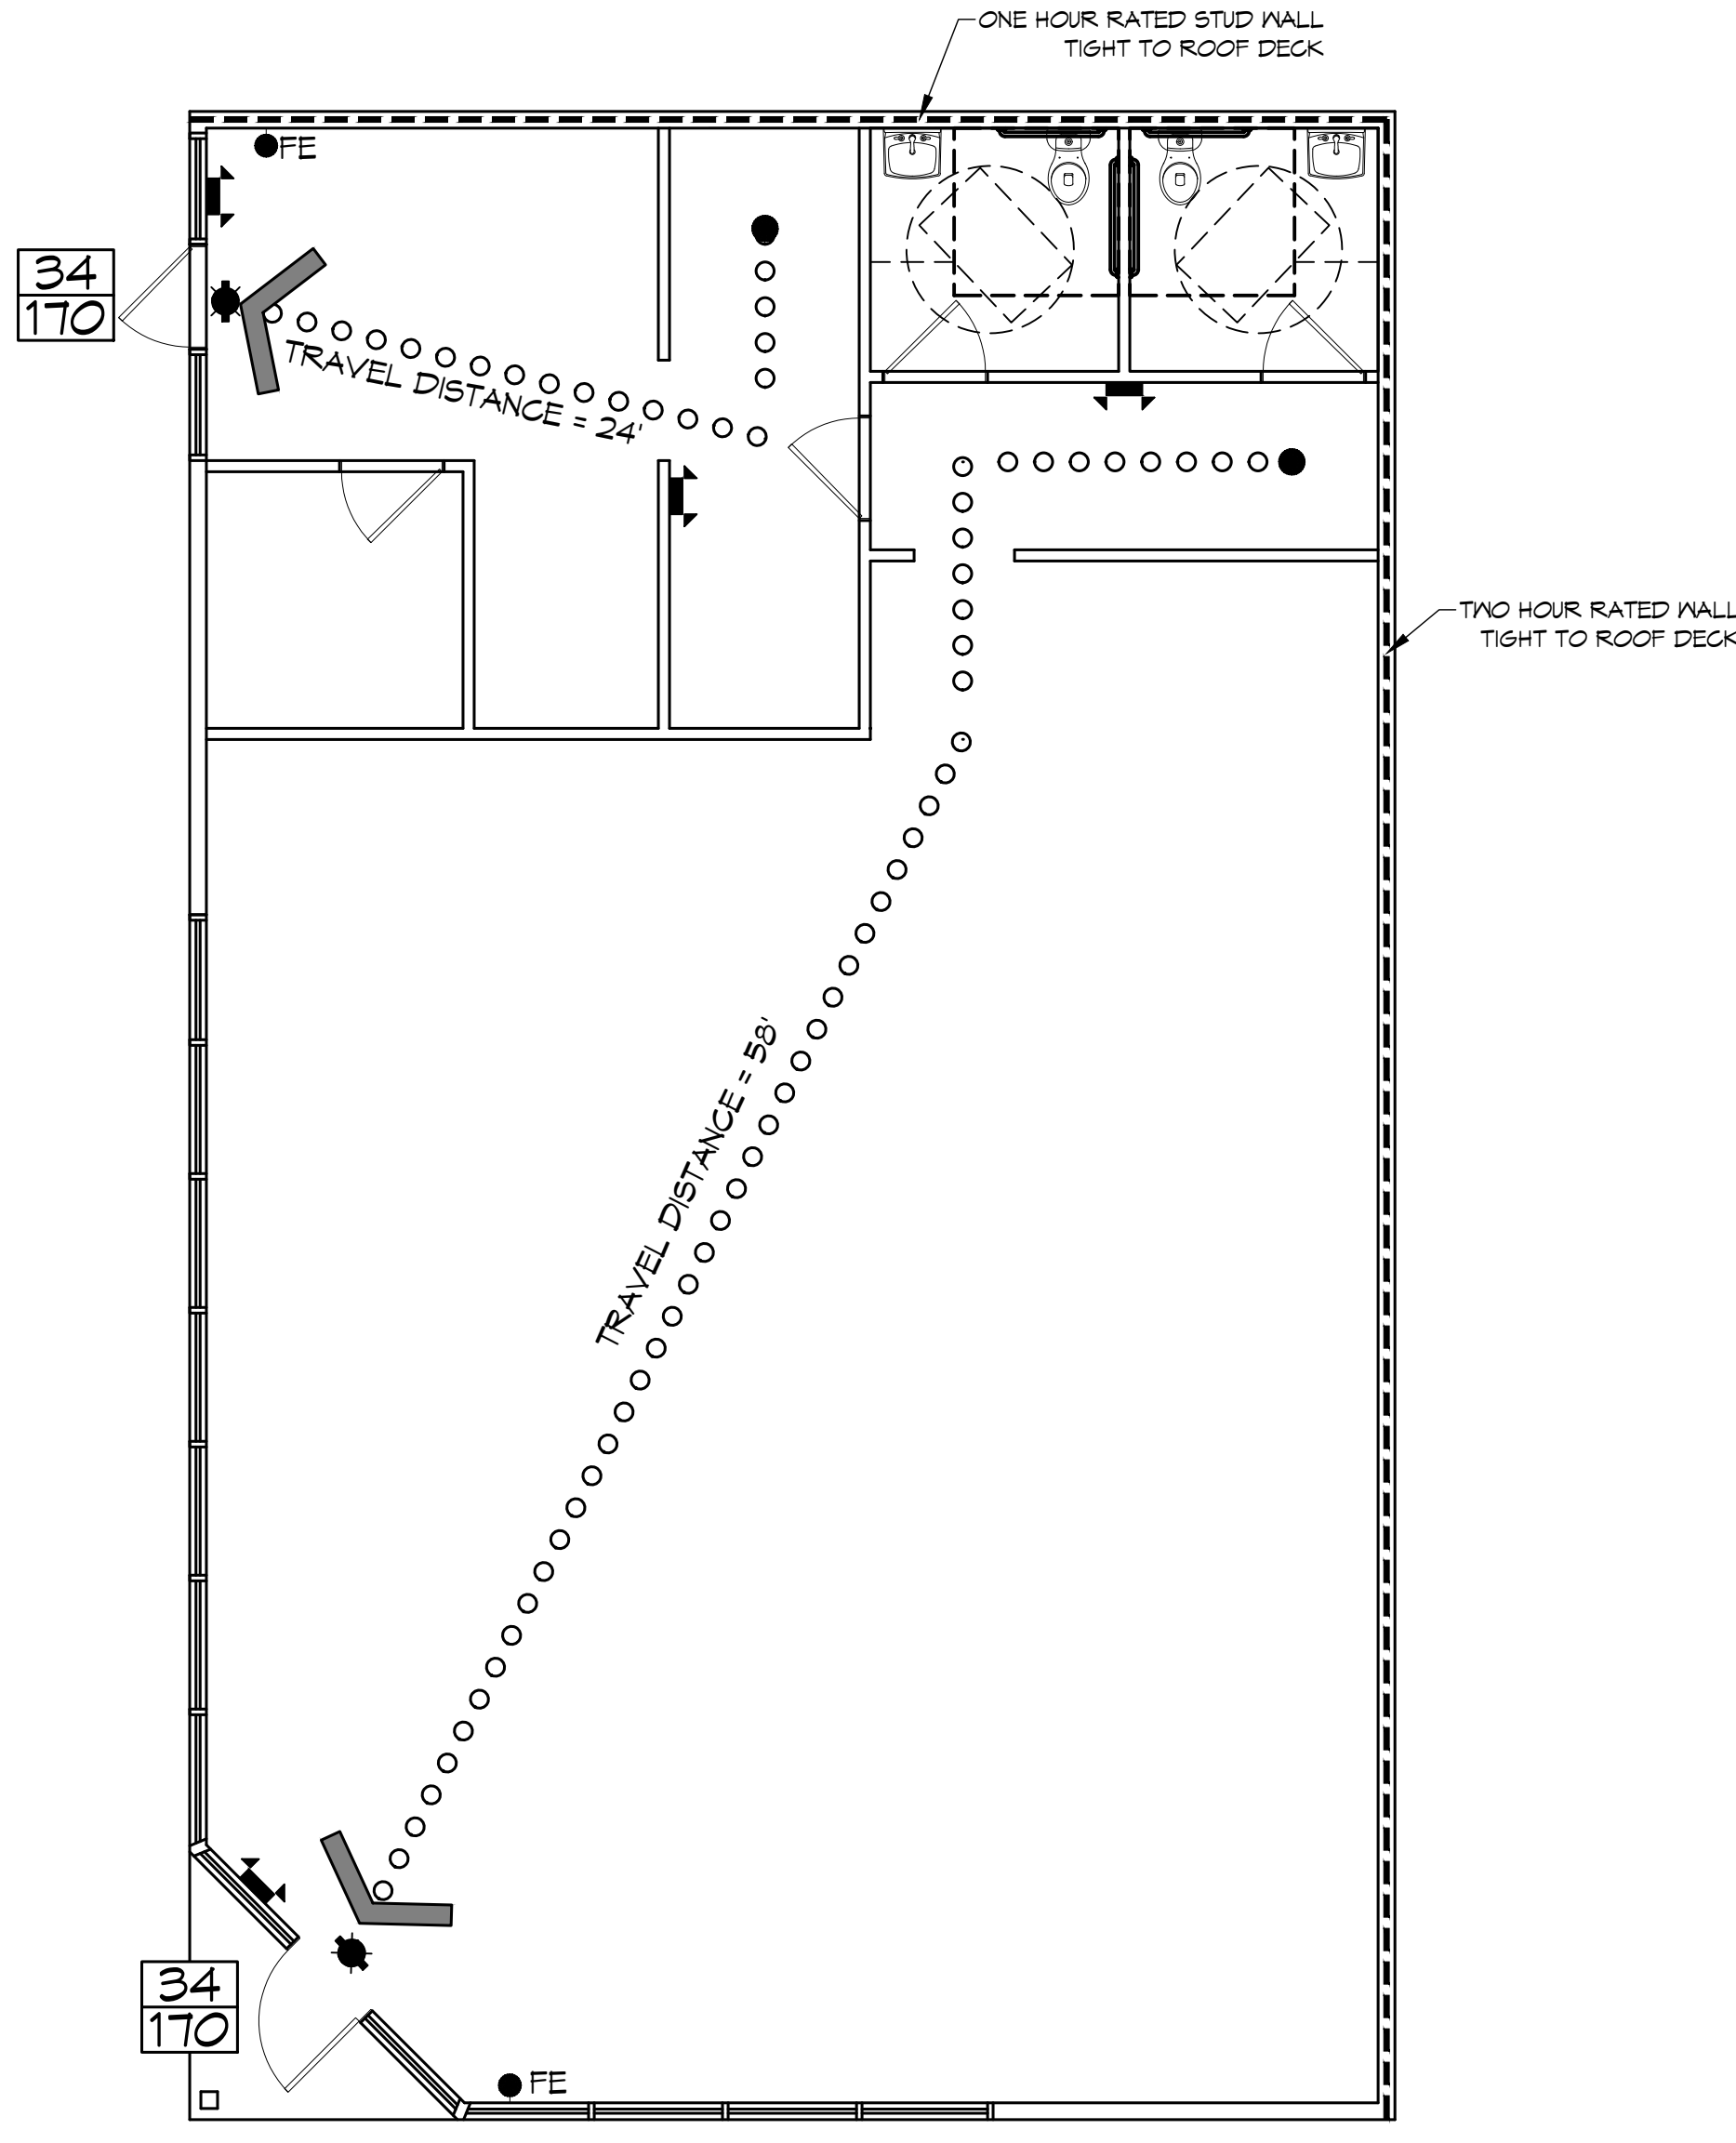 ONE HOUR RATED STUD WALL
TIGHT TO ROOF DECK
FE
34
170
TRAVEL DISTANCE = 24'
TWO HOUR RATED WALL
TIGHT TO ROOF DECK
TRAVEL DISTANCE = 58'
34
170
FE